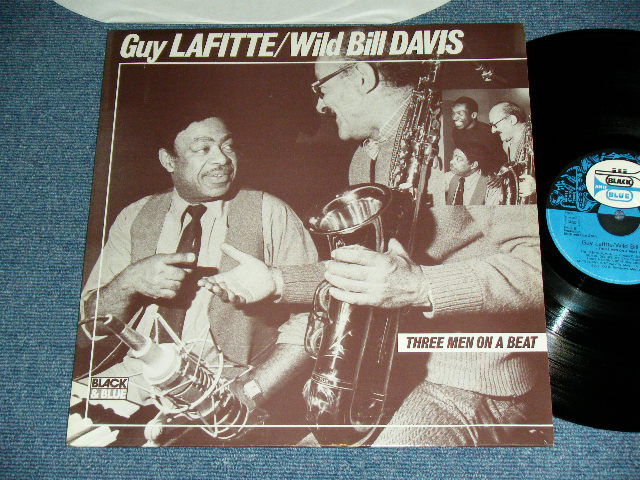 Guy LAFITTE/Wild Bill DAVIS
THREE MEN ON A BEAT
BLACK
& BLUE
BLACK
AND
BLUE
Guy Lafitte/Wild Bill